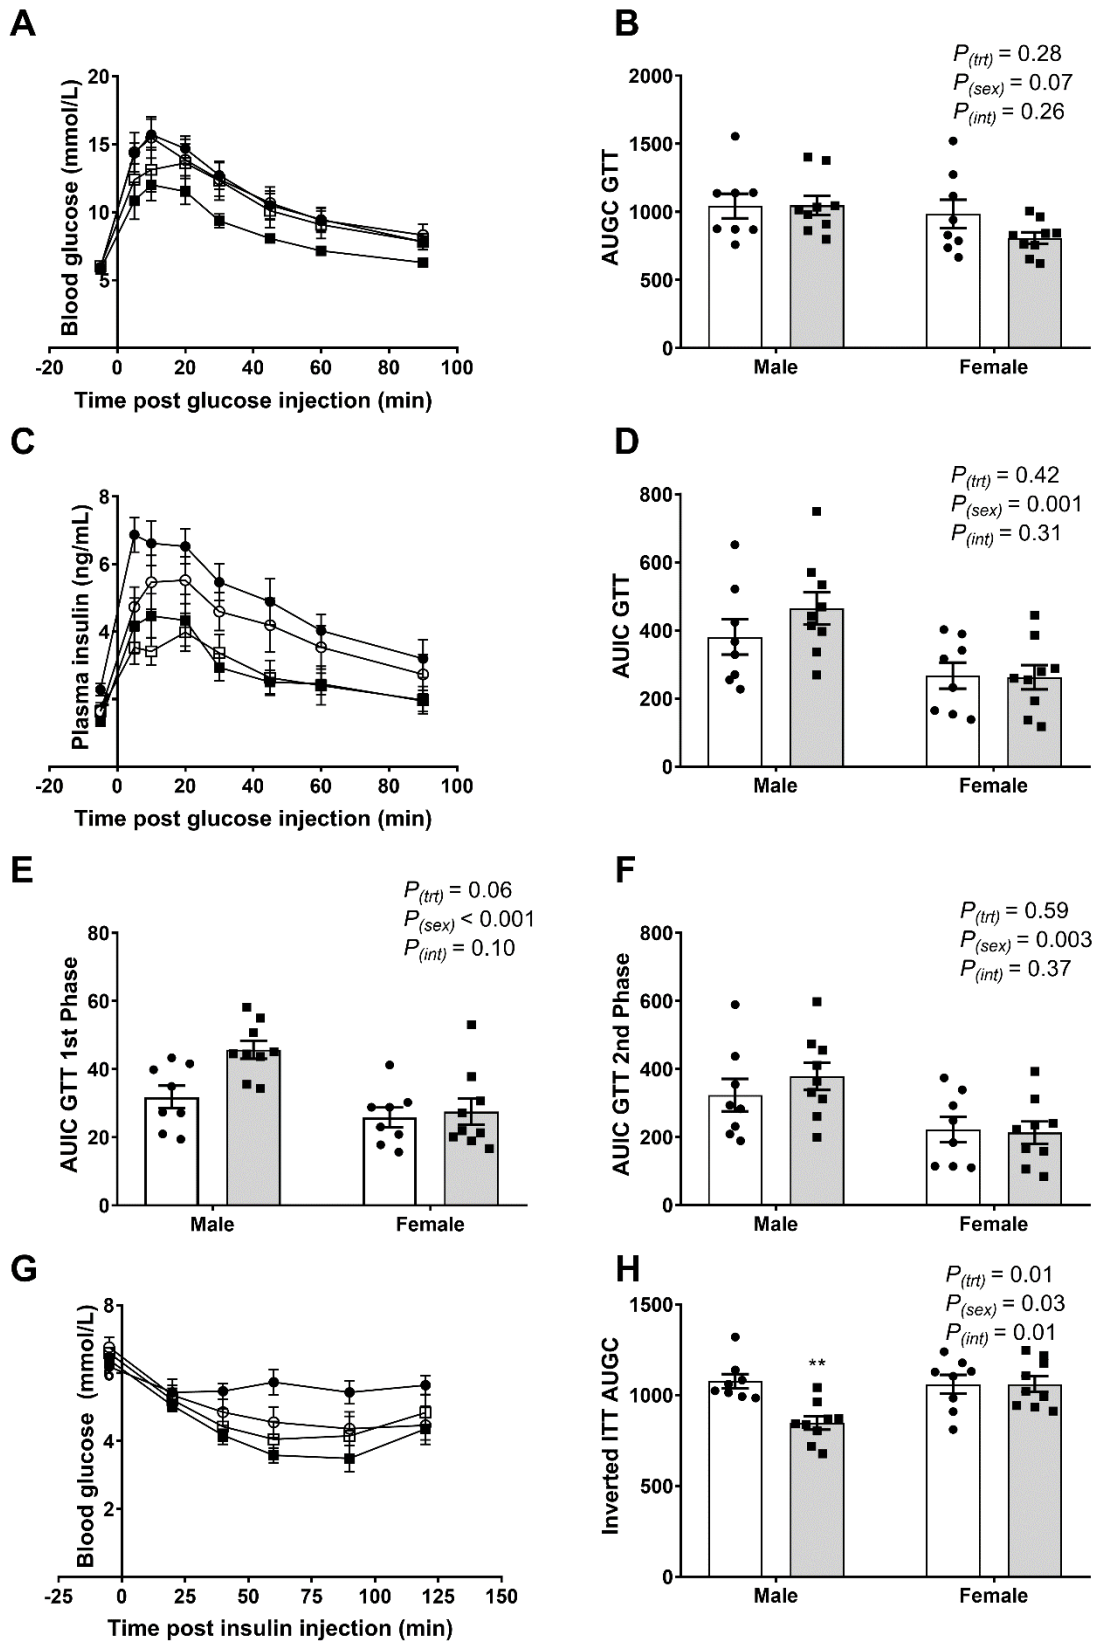 A
Blood glucose (mmol/L)
20
15
10
5
-20 0 20 40 60 80 100
Time post glucose injection (min)
B
P(trt) = 0.28
P(sex) = 0.07
P(int) = 0.26
AUGC GTT
2000
1500
1000
500
0
Male Female
C
Plasma insulin (ng/mL)
8
6
4
2
-20 0 20 40 60 80 100
Time post glucose injection (min)
D
P(trt) = 0.42
P(sex) = 0.001
P(int) = 0.31
AUIC GTT
800
600
400
200
0
Male Female
E
P(trt) = 0.06
P(sex) < 0.001
P(int) = 0.10
AUIC GTT 1st Phase
80
60
40
20
0
Male Female
F
P(trt) = 0.59
P(sex) = 0.003
P(int) = 0.37
AUIC GTT 2nd Phase
800
600
400
200
0
Male Female
G
Blood glucose (mmol/L)
8
6
4
2
-25 0 25 50 75 100 125 150
Time post insulin injection (min)
H
P(trt) = 0.01
P(sex) = 0.03
P(int) = 0.01
Inverted ITT AUGC
1500
1000
500
0
**
Male Female